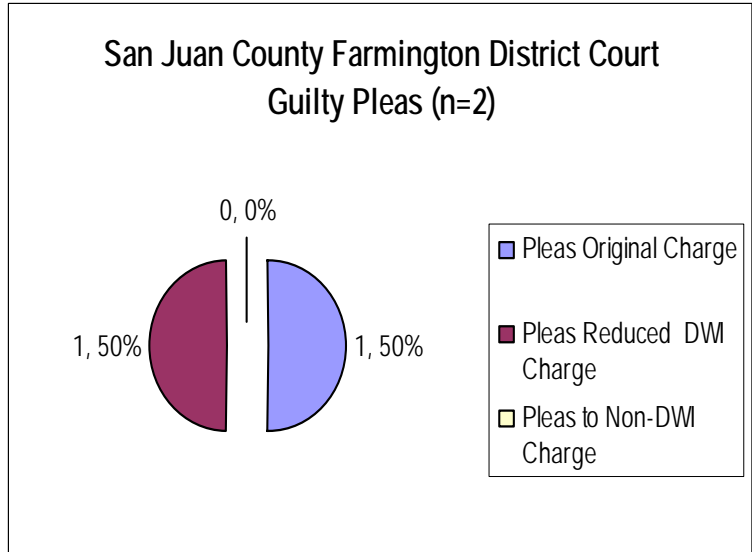 San Juan County Farmington District Court
Guilty Pleas (n=2)
0, 0%
1, 50%
1, 50%
Pleas Original Charge
Pleas Reduced DWI
Charge
Pleas to Non-DWI
Charge